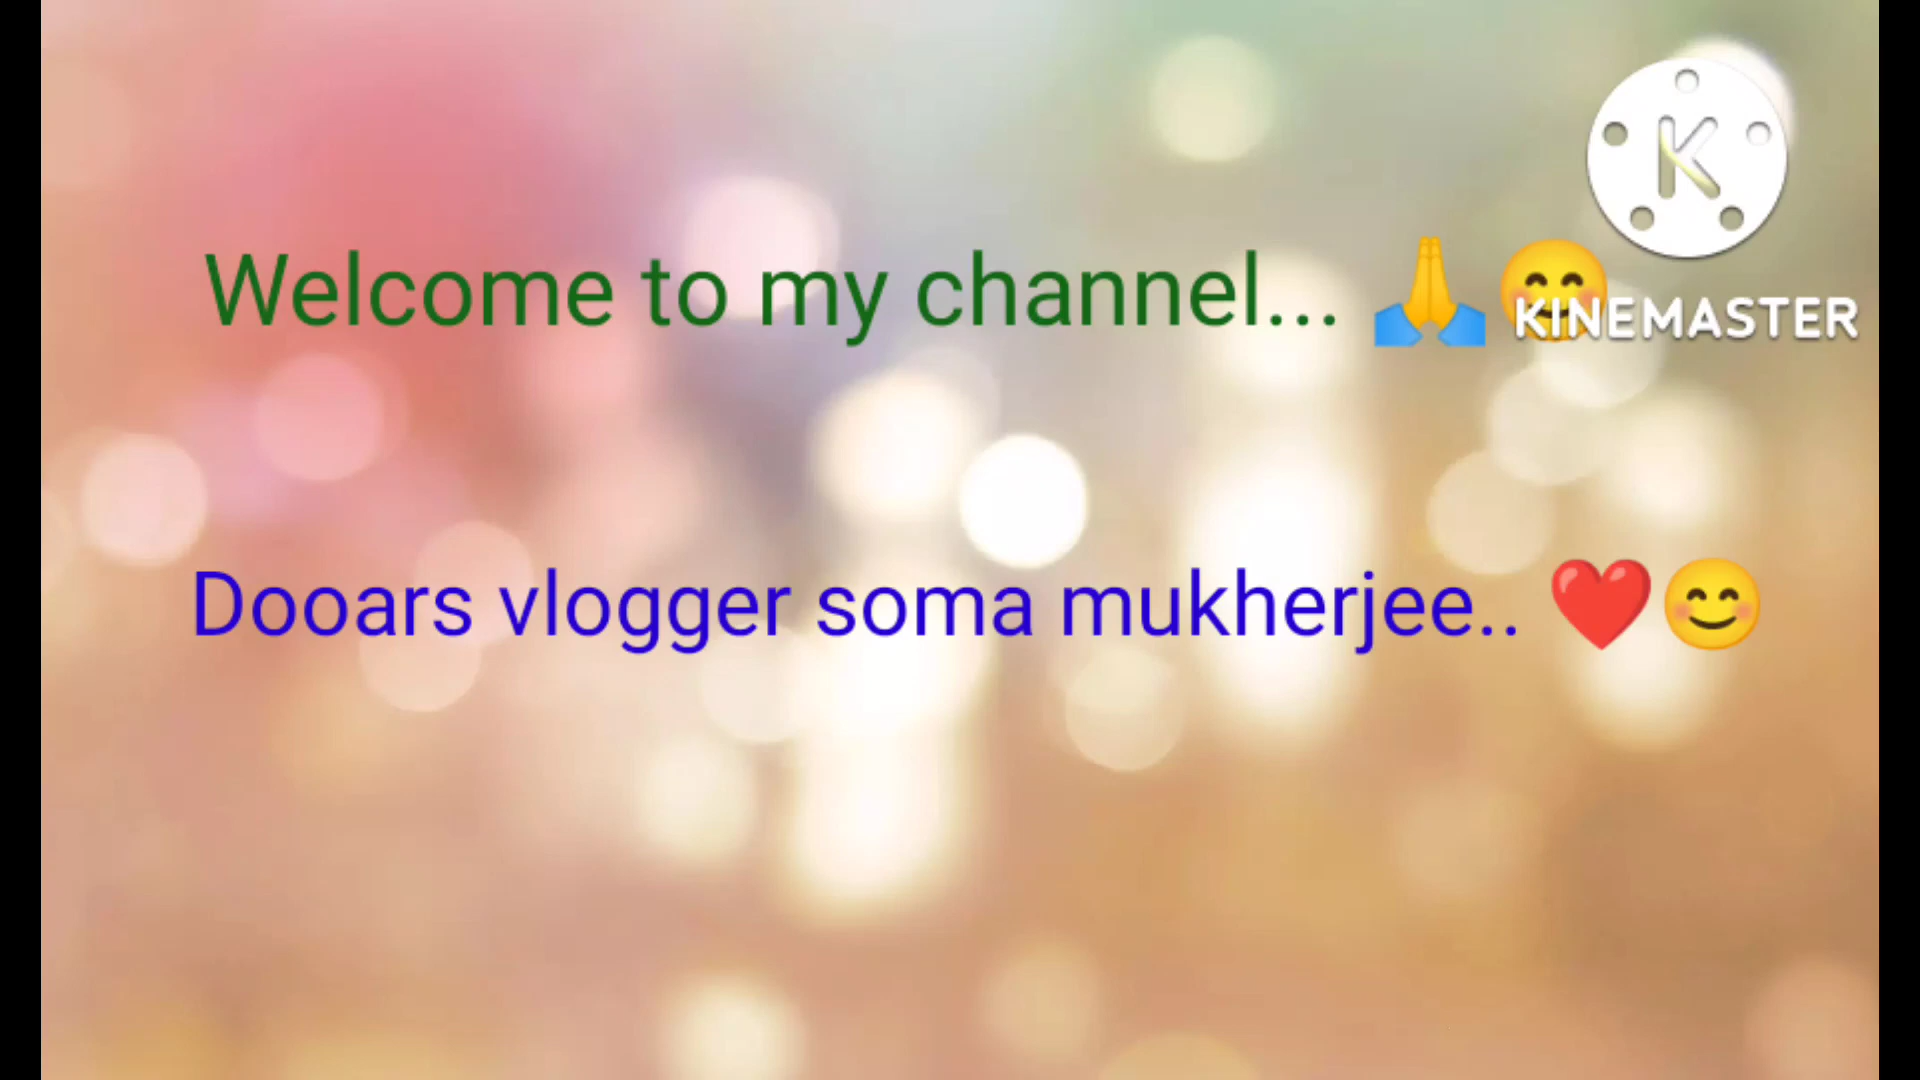 Welcome to my channel... 🙏😊
KINEMASTER
Dooars vlogger soma mukherjee.. ❤️😊